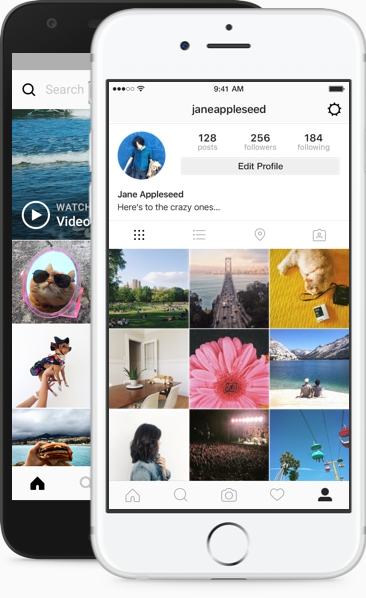 Search
WATCH
Video
9:41 AM
janeappleseed
128
posts
256
followers
184
following
Edit Profile
Jane Appleseed
Here's to the crazy ones...